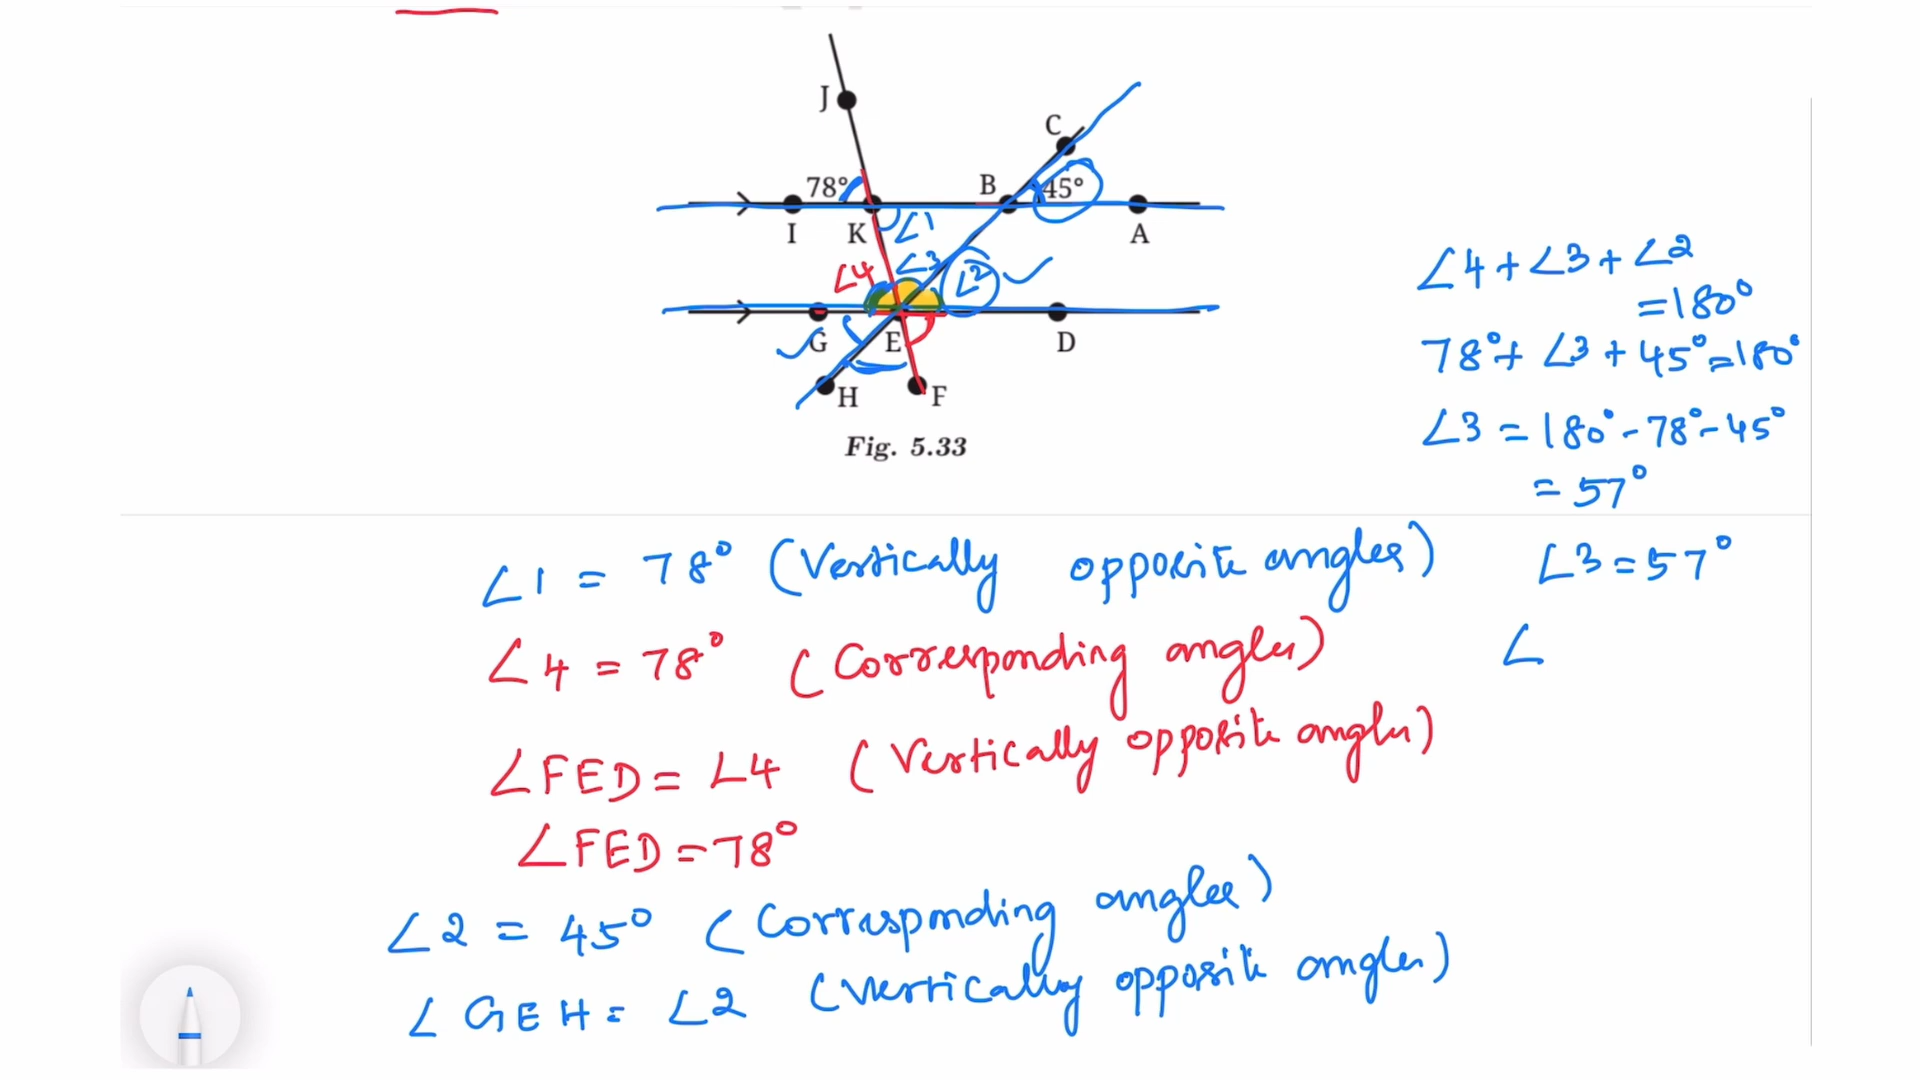 J
C
78°
B
45°
I
K
∠1
A
∠4
∠3
∠2
G
E
D
H
F
Fig. 5.33
∠4+∠3+∠2
=180°
78°+ ∠3 + 45°=180°
∠3 = 180°-78°-45°
= 57°
∠1 = 78° (Vertically opposite angles)
∠3=57°
∠4 = 78° (Corresponding angles)
∠
∠FED= ∠4 (Vertically opposite angles)
∠FED=78°
∠2 = 45° (Corresponding angles)
∠GEH= ∠2 (Vertically opposite angles)